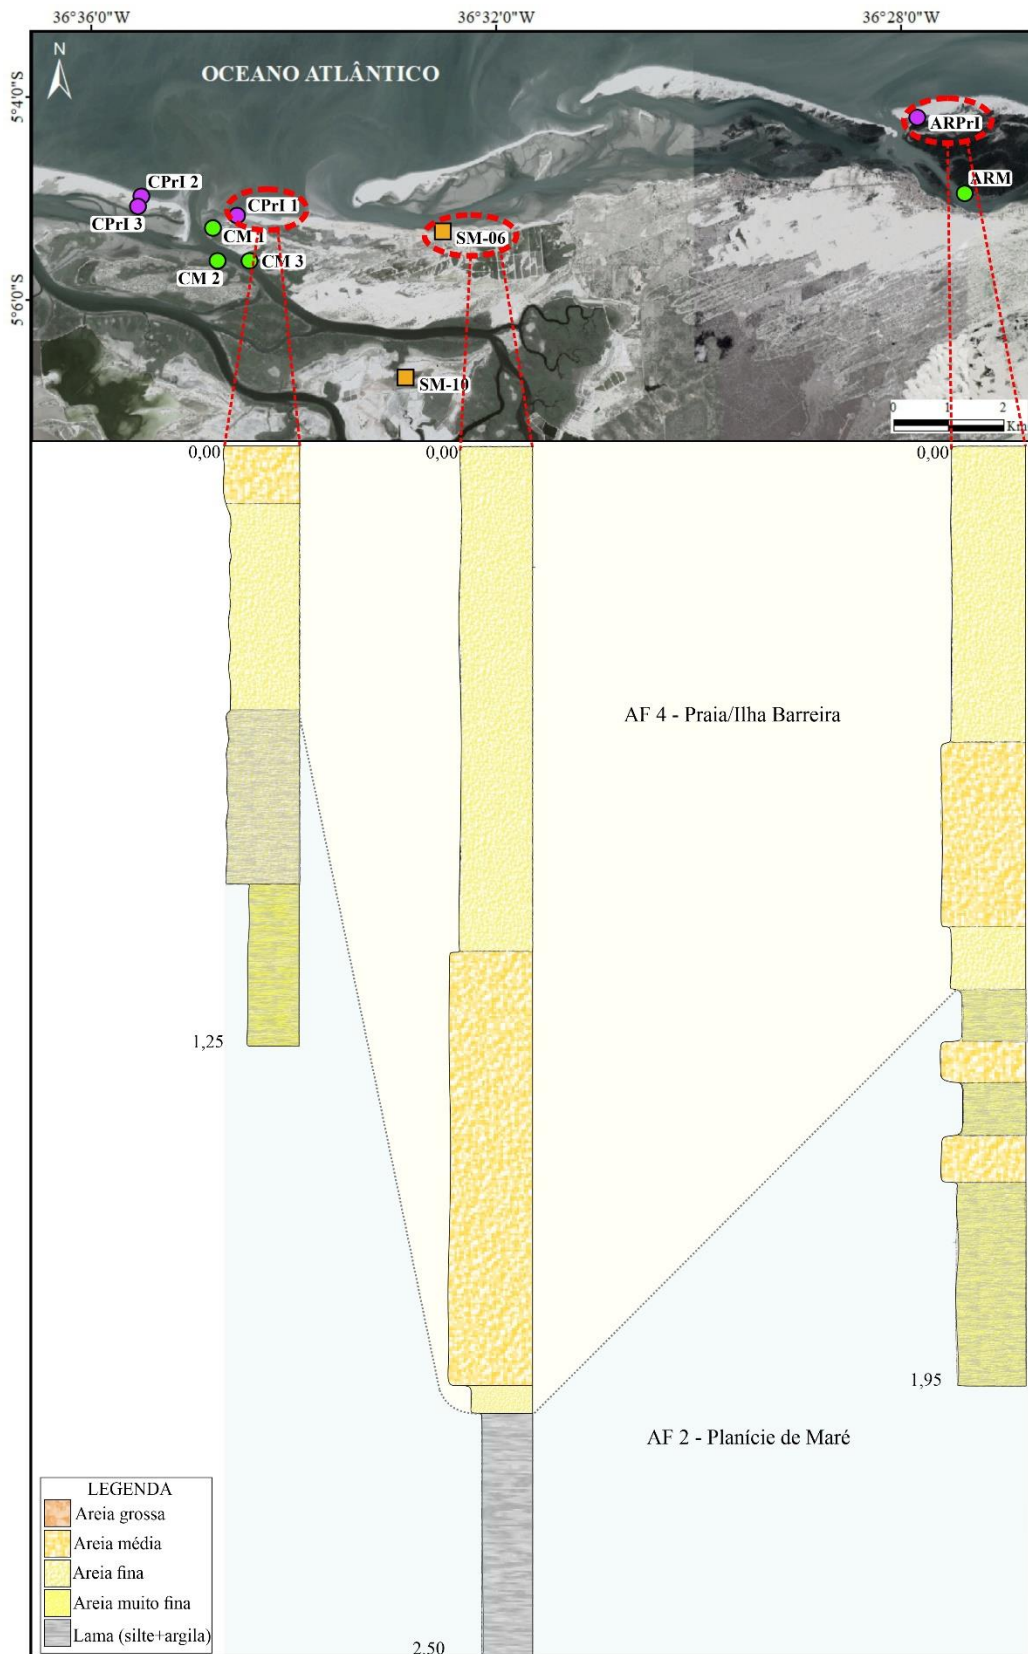 36°36'0"W
36°32'0"W
36°28'0"W
5°4'0"S
5°6'0"S
N
OCEANO ATLÂNTICO
ARPrI
ARM
CPrI 2
CPrI 3
CPrI 1
CM 1
CM 2
CM 3
SM-06
SM-10
0 1 2
Km
0,00
0,00
0,00
AF 4 - Praia/Ilha Barreira
1,25
1,95
AF 2 - Planície de Maré
2,50
LEGENDA
Areia grossa
Areia média
Areia fina
Areia muito fina
Lama (silte+argila)